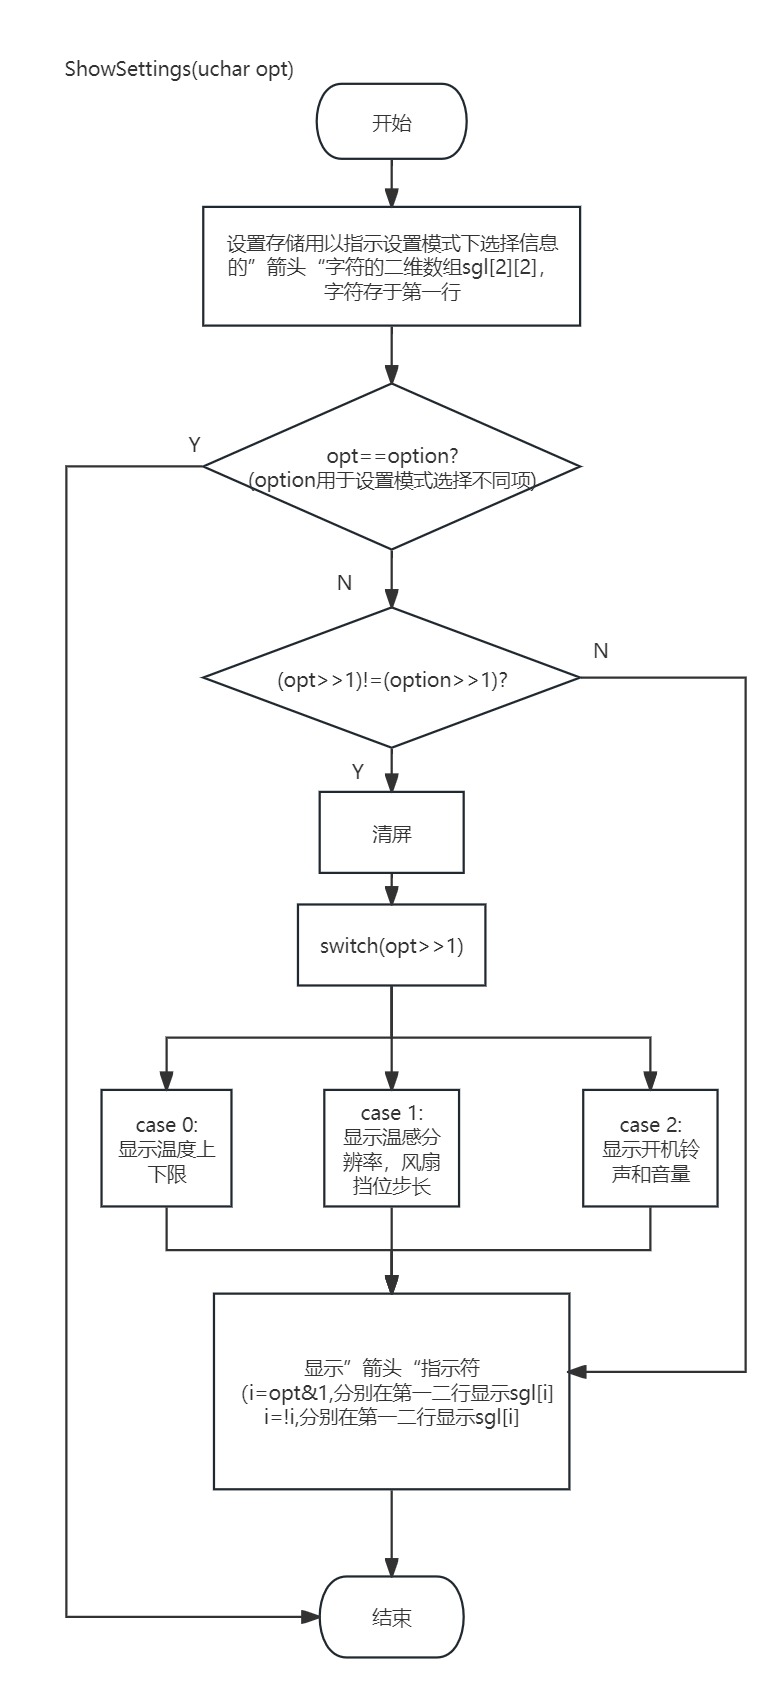 ShowSettings(uchar opt)
开始
设置存储用以指示设置模式下选择信息
的”箭头“字符的二维数组sgl[2][2]，
字符存于第一行
Y
opt==option?
(option用于设置模式选择不同项)
N
N
(opt>>1)!=(option>>1)?
Y
清屏
switch(opt>>1)
case 0:
显示温度上
下限
case 1:
显示温感分
辨率，风扇
挡位步长
case 2:
显示开机铃
声和音量
显示”箭头“指示符
(i=opt&1,分别在第一二行显示sgl[i]
i=!i,分别在第一二行显示sgl[i]
结束